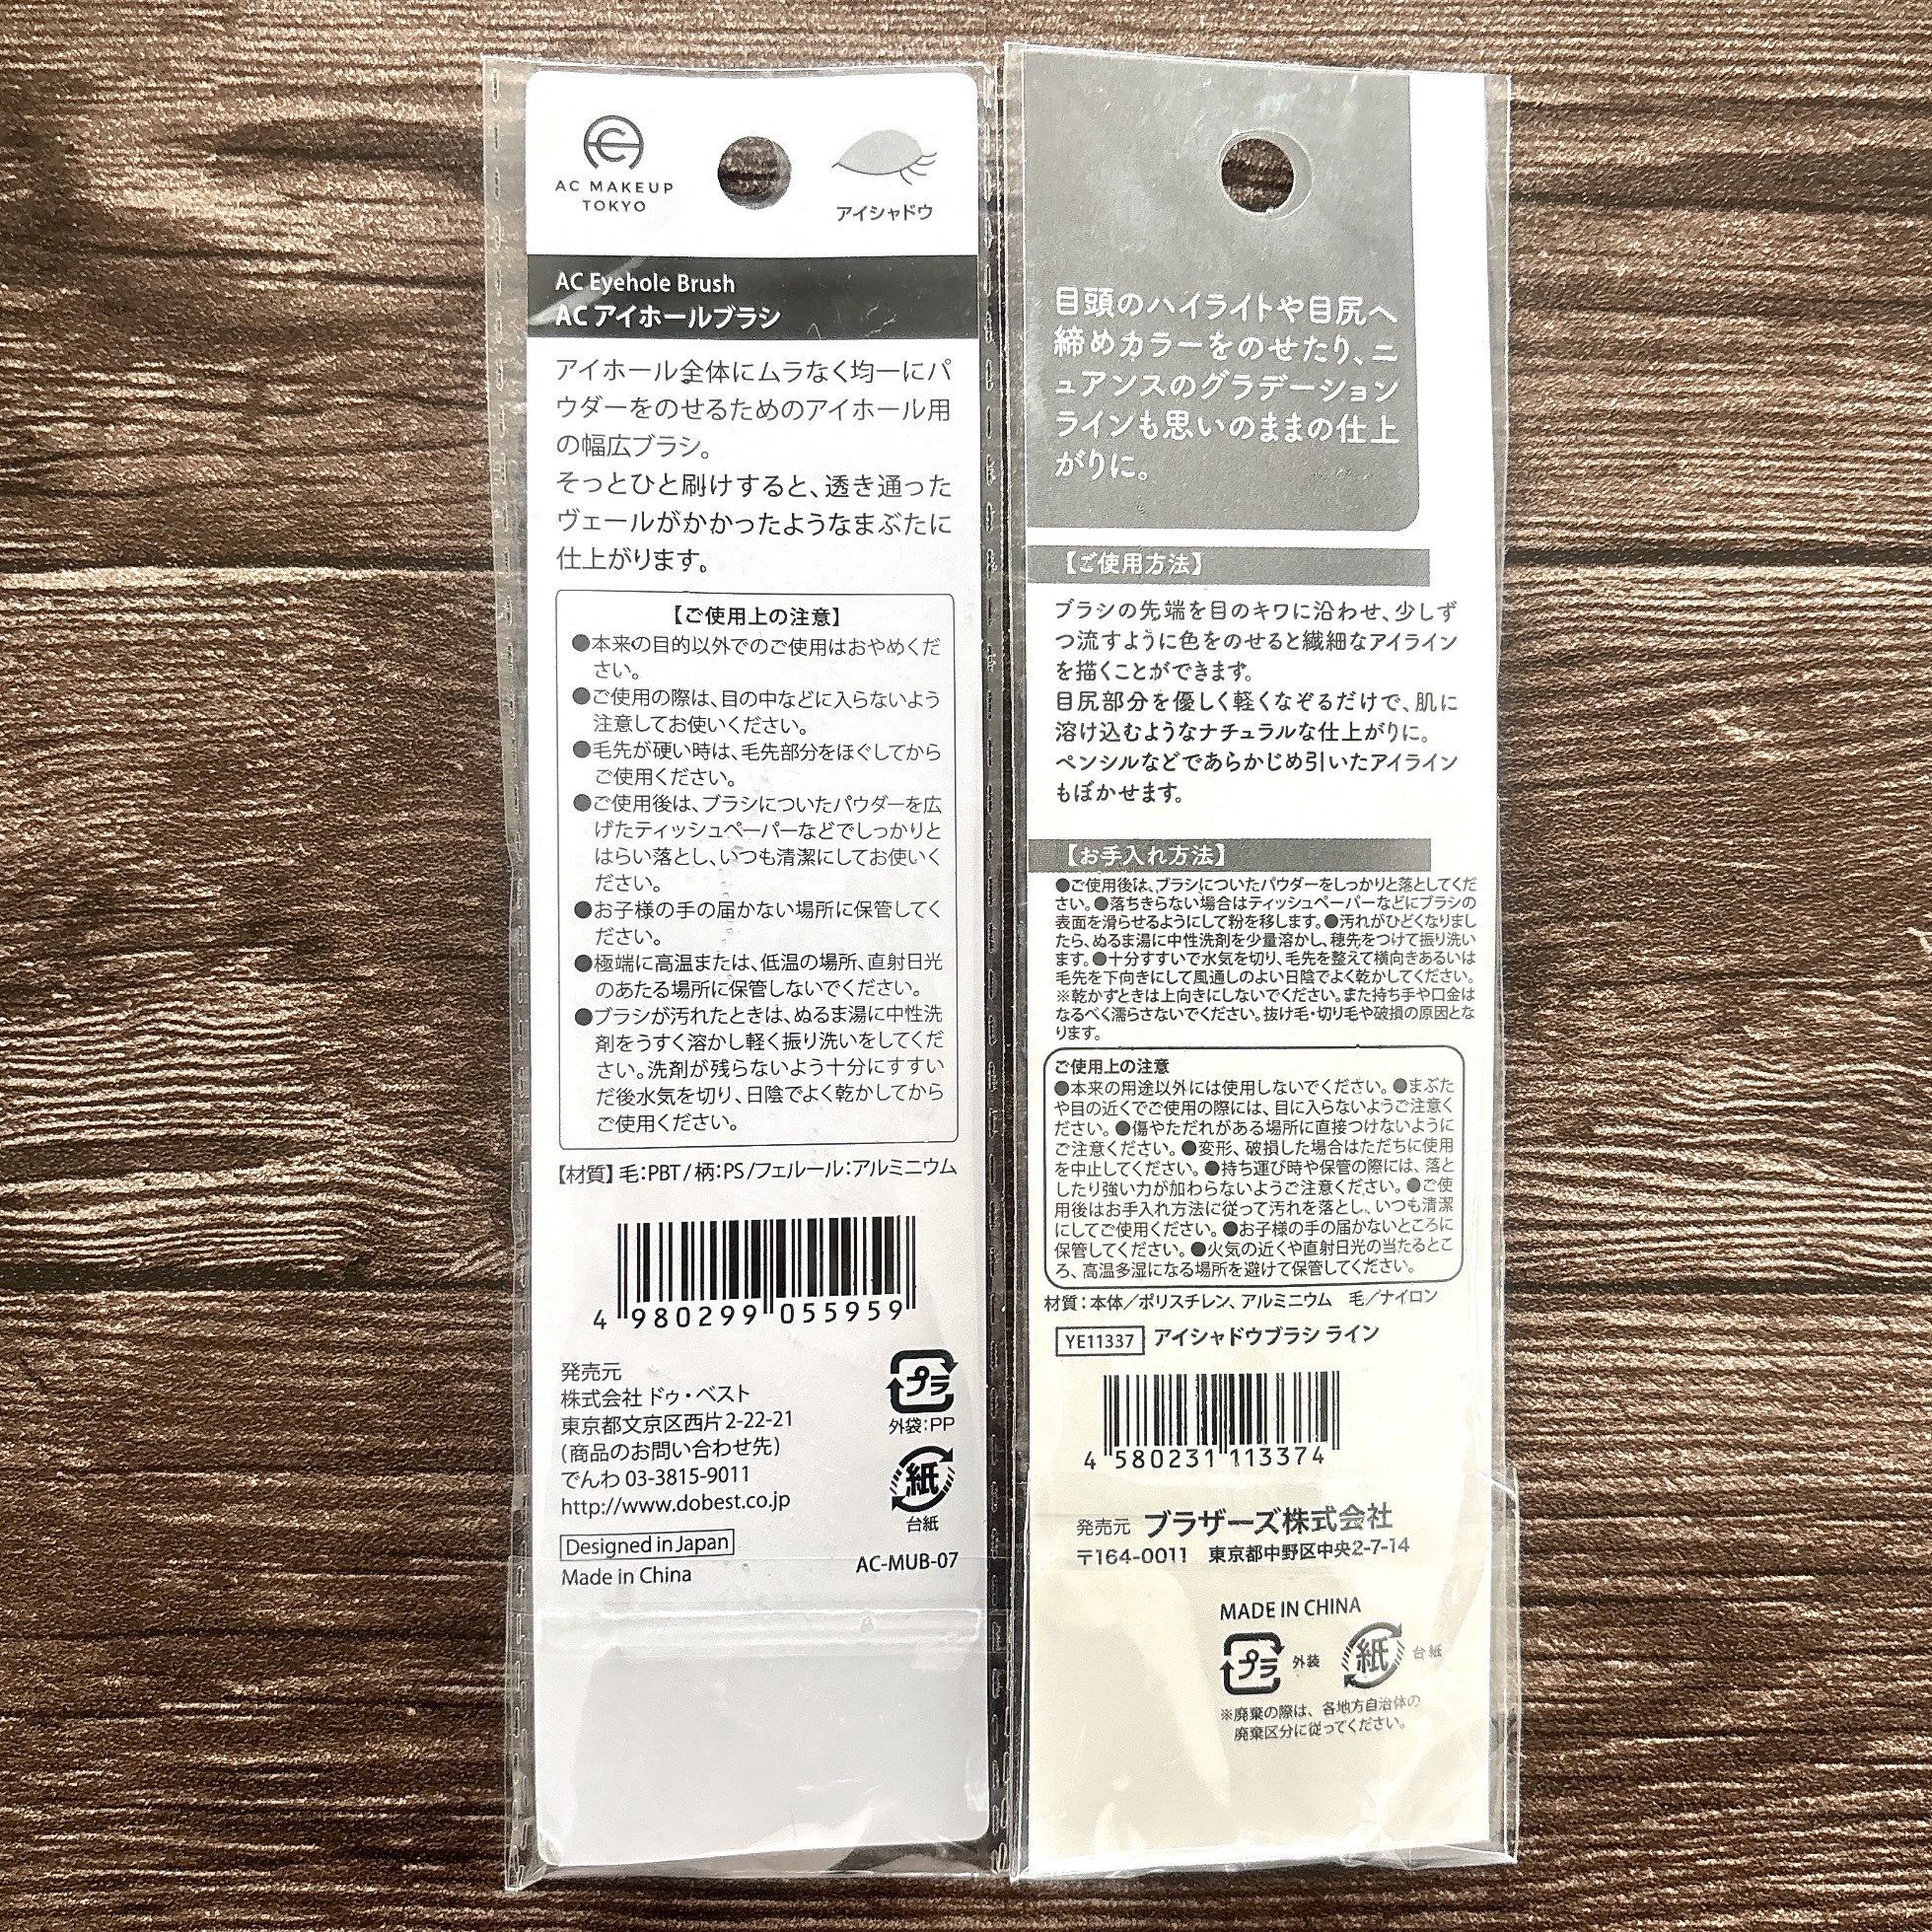 AC MAKEUP
TOKYO
アイシャドウ
AC Eyehole Brush
AC アイホールブラシ
アイホール全体にムラなく均一にパ
ウダーをのせるためのアイホール用
の幅広ブラシ。
そっとひと刷けすると、透き通った
ヴェールがかかったようなまぶたに
仕上がります。
【ご使用上の注意】
●本来の目的以外でのご使用はおやめくだ
さい。
●ご使用の際は、目の中などに入らないよう
注意してお使いください。
●毛先が硬い時は、毛先部分をほぐしてから
ご使用ください。
●ご使用後は、ブラシについたパウダーを広
げたティッシュペーパーなどでしっかりと
はらい落とし、いつも清潔にしてお使いく
ださい。
●お子様の手の届かない場所に保管してく
ださい。
●極端に高温または、低温の場所、直射日光
のあたる場所に保管しないでください。
●ブラシが汚れたときは、ぬるま湯に中性洗
剤をうすく溶かし軽く振り洗いをしてくだ
さい。洗剤が残らないよう十分にすすい
だ後水気を切り、日陰でよく乾かしてから
ご使用ください。
【材質】毛:PBT/柄:PS/フェルール:アルミニウム
4 980299 055959
発売元
株式会社 ドゥ・ベスト
東京都文京区西片2-22-21
(商品のお問い合わせ先)
でんわ 03-3815-9011
http://www.dobest.co.jp
Designed in Japan
Made in China
プラ
外袋:PP
紙
台紙
AC-MUB-07
目頭のハイライトや目尻へ
締めカラーをのせたり、ニ
ュアンスのグラデーション
ラインも思いのままの仕上
がりに。
【ご使用方法】
ブラシの先端を目のキワに沿わせ、少しず
つ流すように色をのせると繊細なアイライン
を描くことができます。
目尻部分を優しく軽くなぞるだけで、肌に
溶け込むようなナチュラルな仕上がりに。
ペンシルなどであらかじめ引いたアイライン
もぼかせます。
【お手入れ方法】
●ご使用後は、ブラシについたパウダーをしっかりと落としてくだ
さい。●落ちきらない場合はティッシュペーパーなどにブラシの
表面を滑らせるようにして粉を移します。●汚れがひどくなりまし
たら、ぬるま湯に中性洗剤を少量溶かし、穂先をつけて振り洗い
ます。●十分すすいで水気を切り、毛先を整えて横向きあるいは
毛先を下向きにして風通しのよい日陰でよく乾かしてください。
※乾かすときは上向きにしないでください。また持ち手や口金は
なるべく濡らさないでください。抜け毛・切り毛や破損の原因とな
ります。
ご使用上の注意
●本来の用途以外には使用しないでください。●まぶた
や目の近くでご使用の際には、目に入らないようご注意く
ださい。●傷やただれがある場所に直接つけないように
ご注意ください。●変形、破損した場合はただちに使用
を中止してください。●持ち運び時や保管の際には、落と
したり強い力が加わらないようご注意ください。●ご使
用後はお手入れ方法に従って汚れを落とし、いつも清潔
にしてご使用ください。●お子様の手の届かないところに
保管してください。●火気の近くや直射日光の当たるとこ
ろ、高温多湿になる場所を避けて保管してください。
材質:本体/ポリスチレン、アルミニウム 毛/ナイロン
YE11337 アイシャドウブラシ ライン
4 580231 113374
発売元 ブラザーズ株式会社
〒164-0011 東京都中野区中央2-7-14
MADE IN CHINA
プラ 外装 紙 台紙
※廃棄の際は、各地方自治体の
廃棄区分に従ってください。